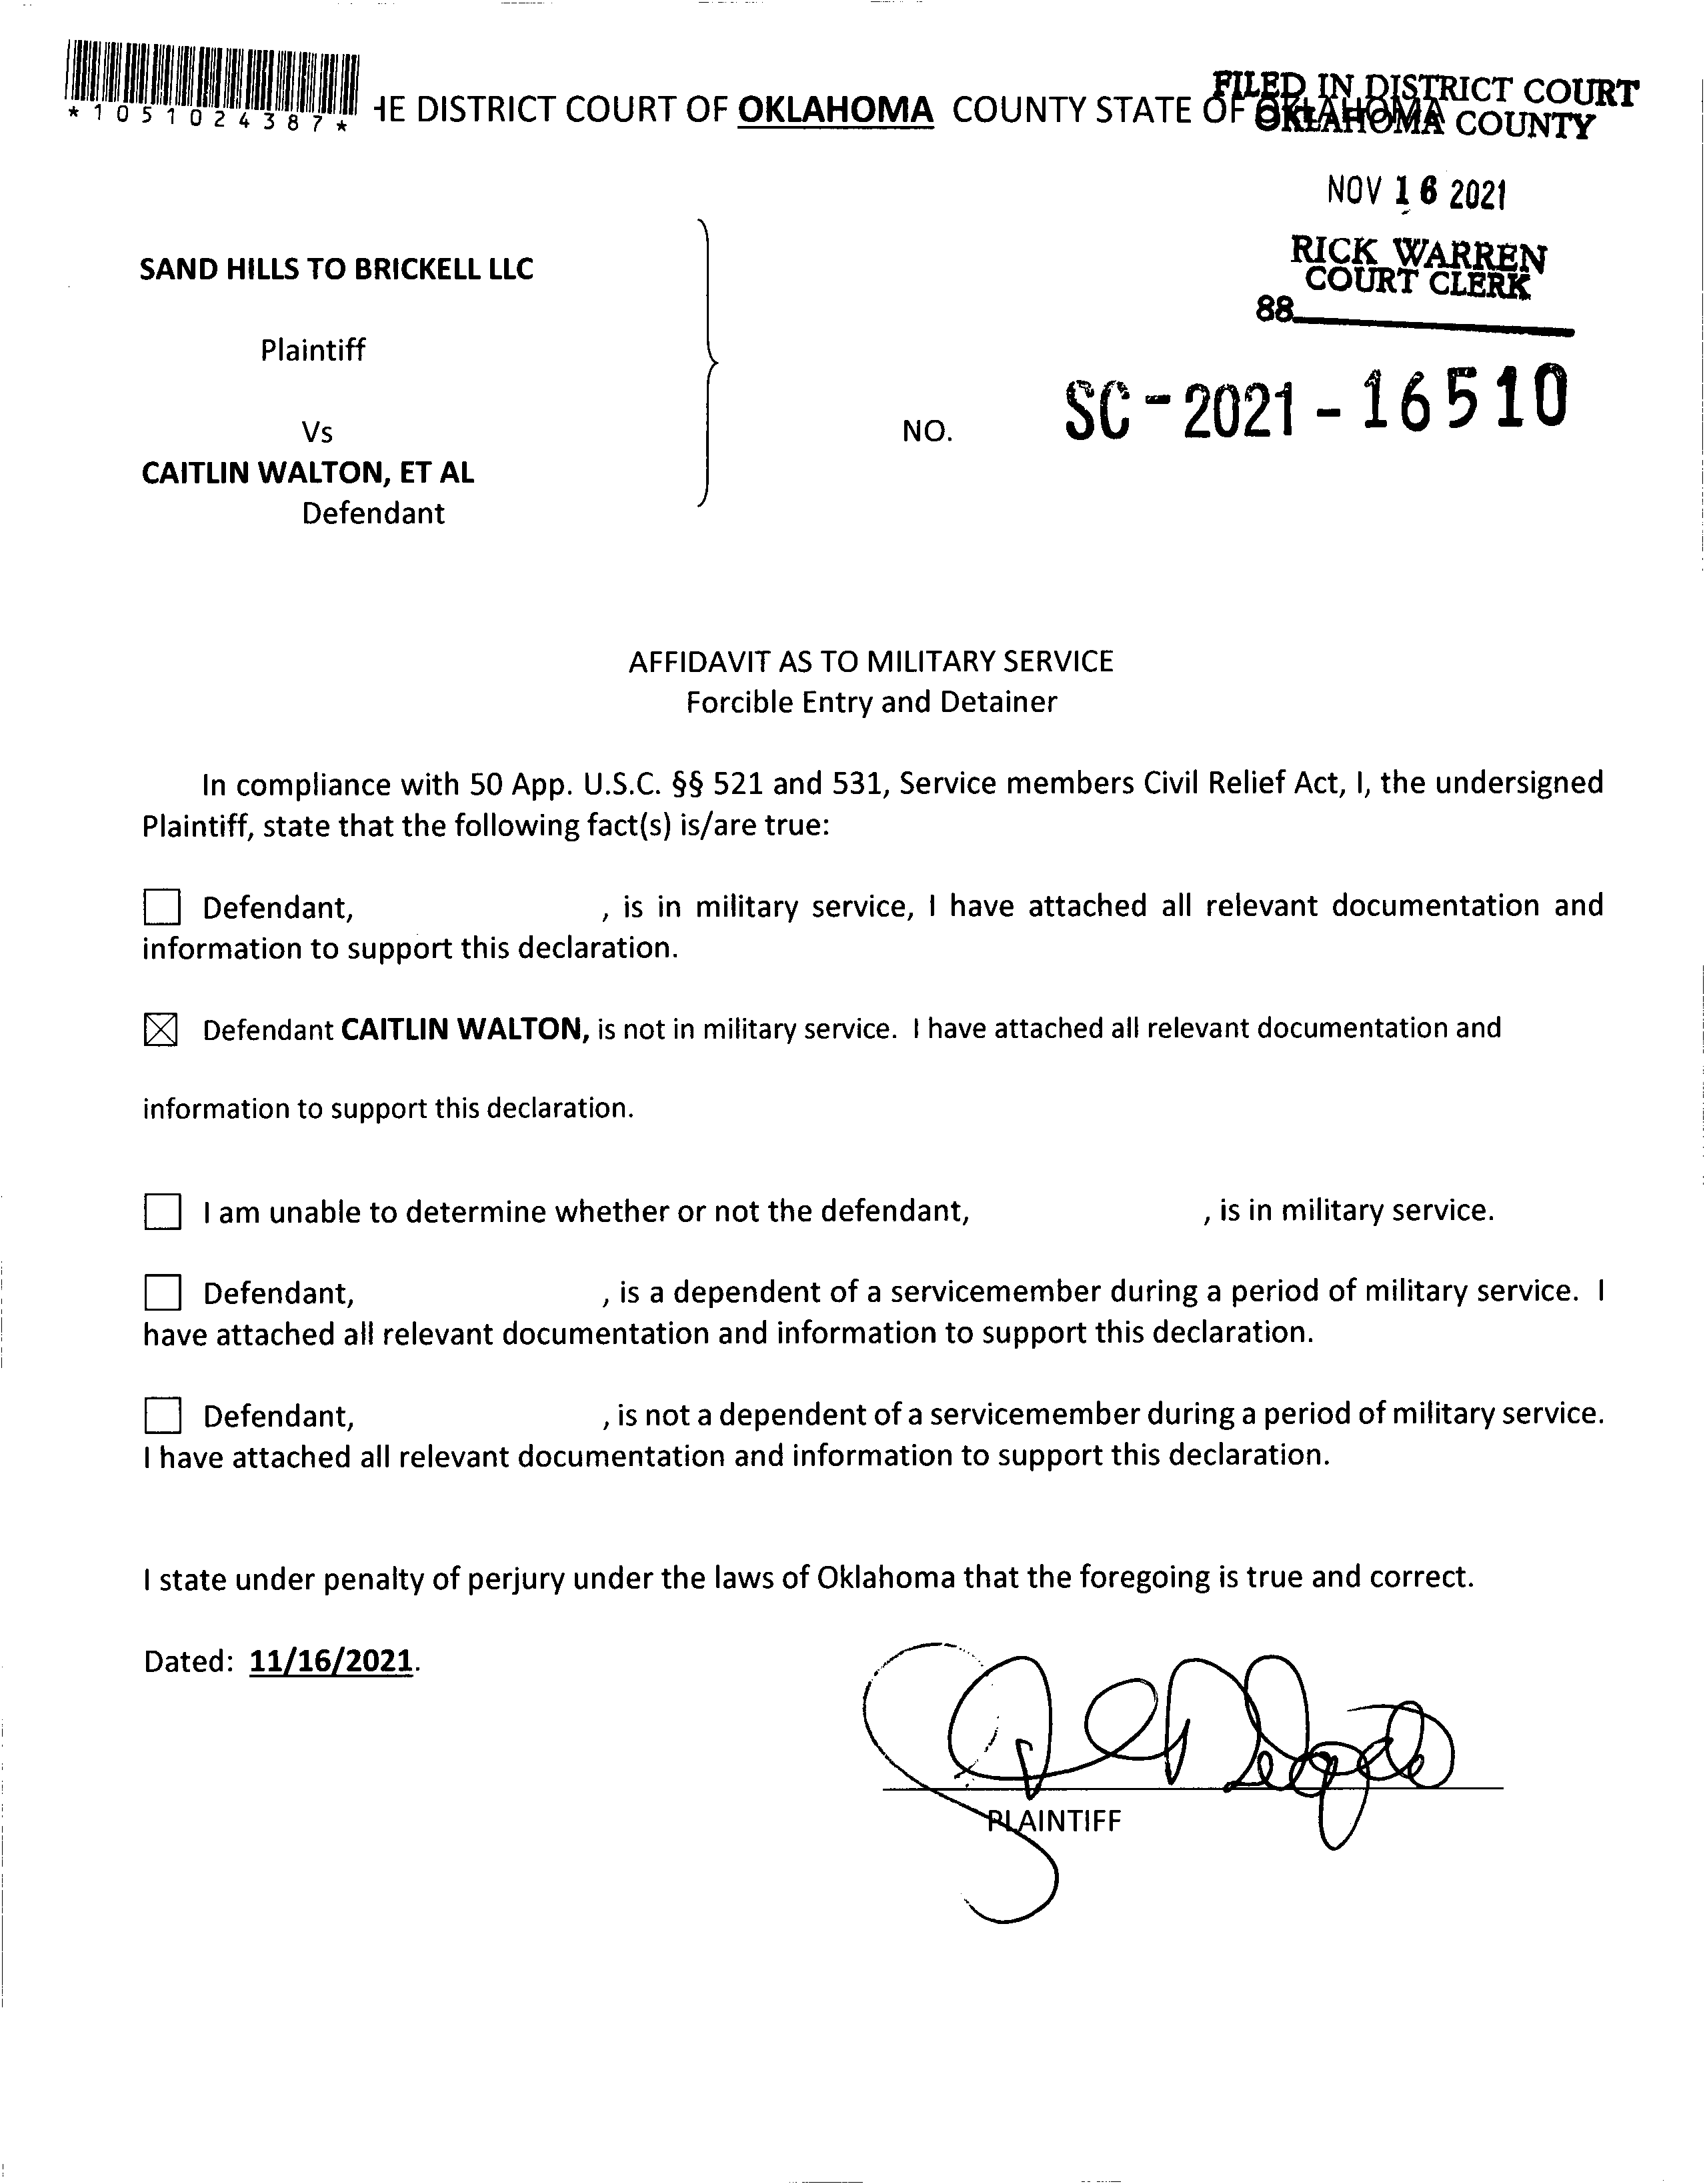 *1051024387*
HE DISTRICT COURT OF OKLAHOMA COUNTY STATE OF OKLAHOMA
FILED IN DISTRICT COURT
OKLAHOMA COUNTY
NOV 16 2021
RICK WARREN
COURT CLERK
88
SAND HILLS TO BRICKELL LLC
Plaintiff
Vs
NO. SC-2021-16510
CAITLIN WALTON, ET AL
Defendant
AFFIDAVIT AS TO MILITARY SERVICE
Forcible Entry and Detainer
In compliance with 50 App. U.S.C. §§ 521 and 531, Service members Civil Relief Act, I, the undersigned
Plaintiff, state that the following fact(s) is/are true:
☐ Defendant, , is in military service, I have attached all relevant documentation and
information to support this declaration.
☒ Defendant CAITLIN WALTON, is not in military service. I have attached all relevant documentation and
information to support this declaration.
☐ I am unable to determine whether or not the defendant, , is in military service.
☐ Defendant, , is a dependent of a servicemember during a period of military service. I
have attached all relevant documentation and information to support this declaration.
☐ Defendant, , is not a dependent of a servicemember during a period of military service.
I have attached all relevant documentation and information to support this declaration.
I state under penalty of perjury under the laws of Oklahoma that the foregoing is true and correct.
Dated: 11/16/2021.
PLAINTIFF